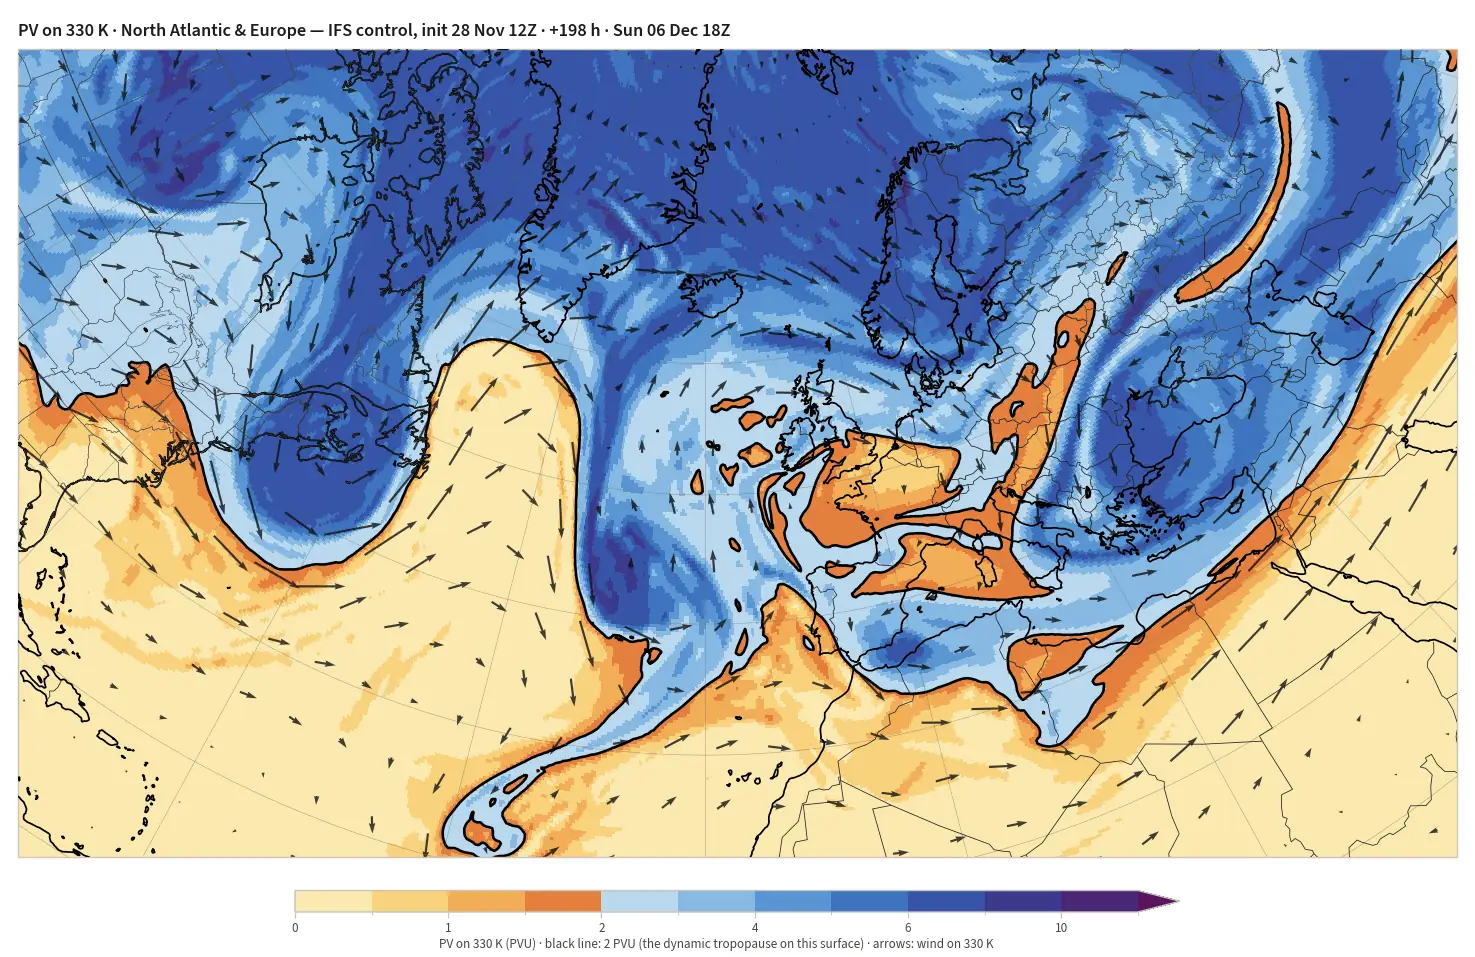 PV on 330 K · North Atlantic & Europe — IFS control, init 28 Nov 12Z · +198 h · Sun 06 Dec 18Z
0 1 2 4 6 10
PV on 330 K (PVU) · black line: 2 PVU (the dynamic tropopause on this surface) · arrows: wind on 330 K